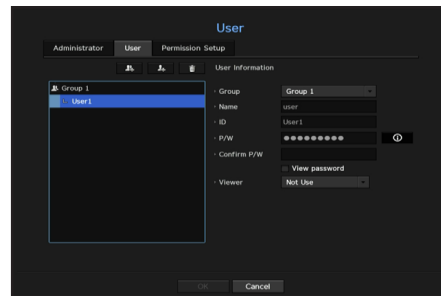 User
Administrator User Permission Setup
User Information
Group 1
User1
· Group Group 1
· Name user
· ID User1
· P/W ●●●●●●●●●
· Confirm P/W
View password
· Viewer Not Use
OK Cancel